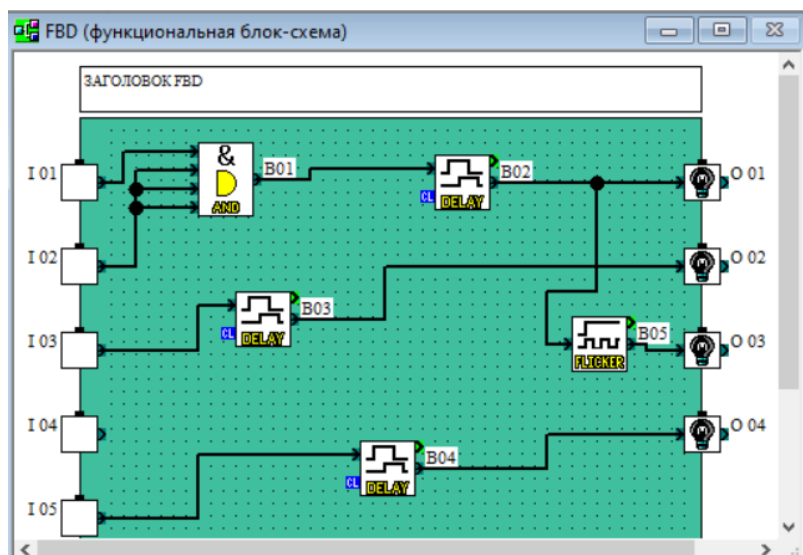 FBD (функциональная блок-схема)
ЗАГОЛОВОК FBD
&
I 01
B01
B02
O 01
AND
CL DELAY
I 02
O 02
B03
I 03
CL DELAY
B05
O 03
FLICKER
I 04
O 04
B04
CL DELAY
I 05